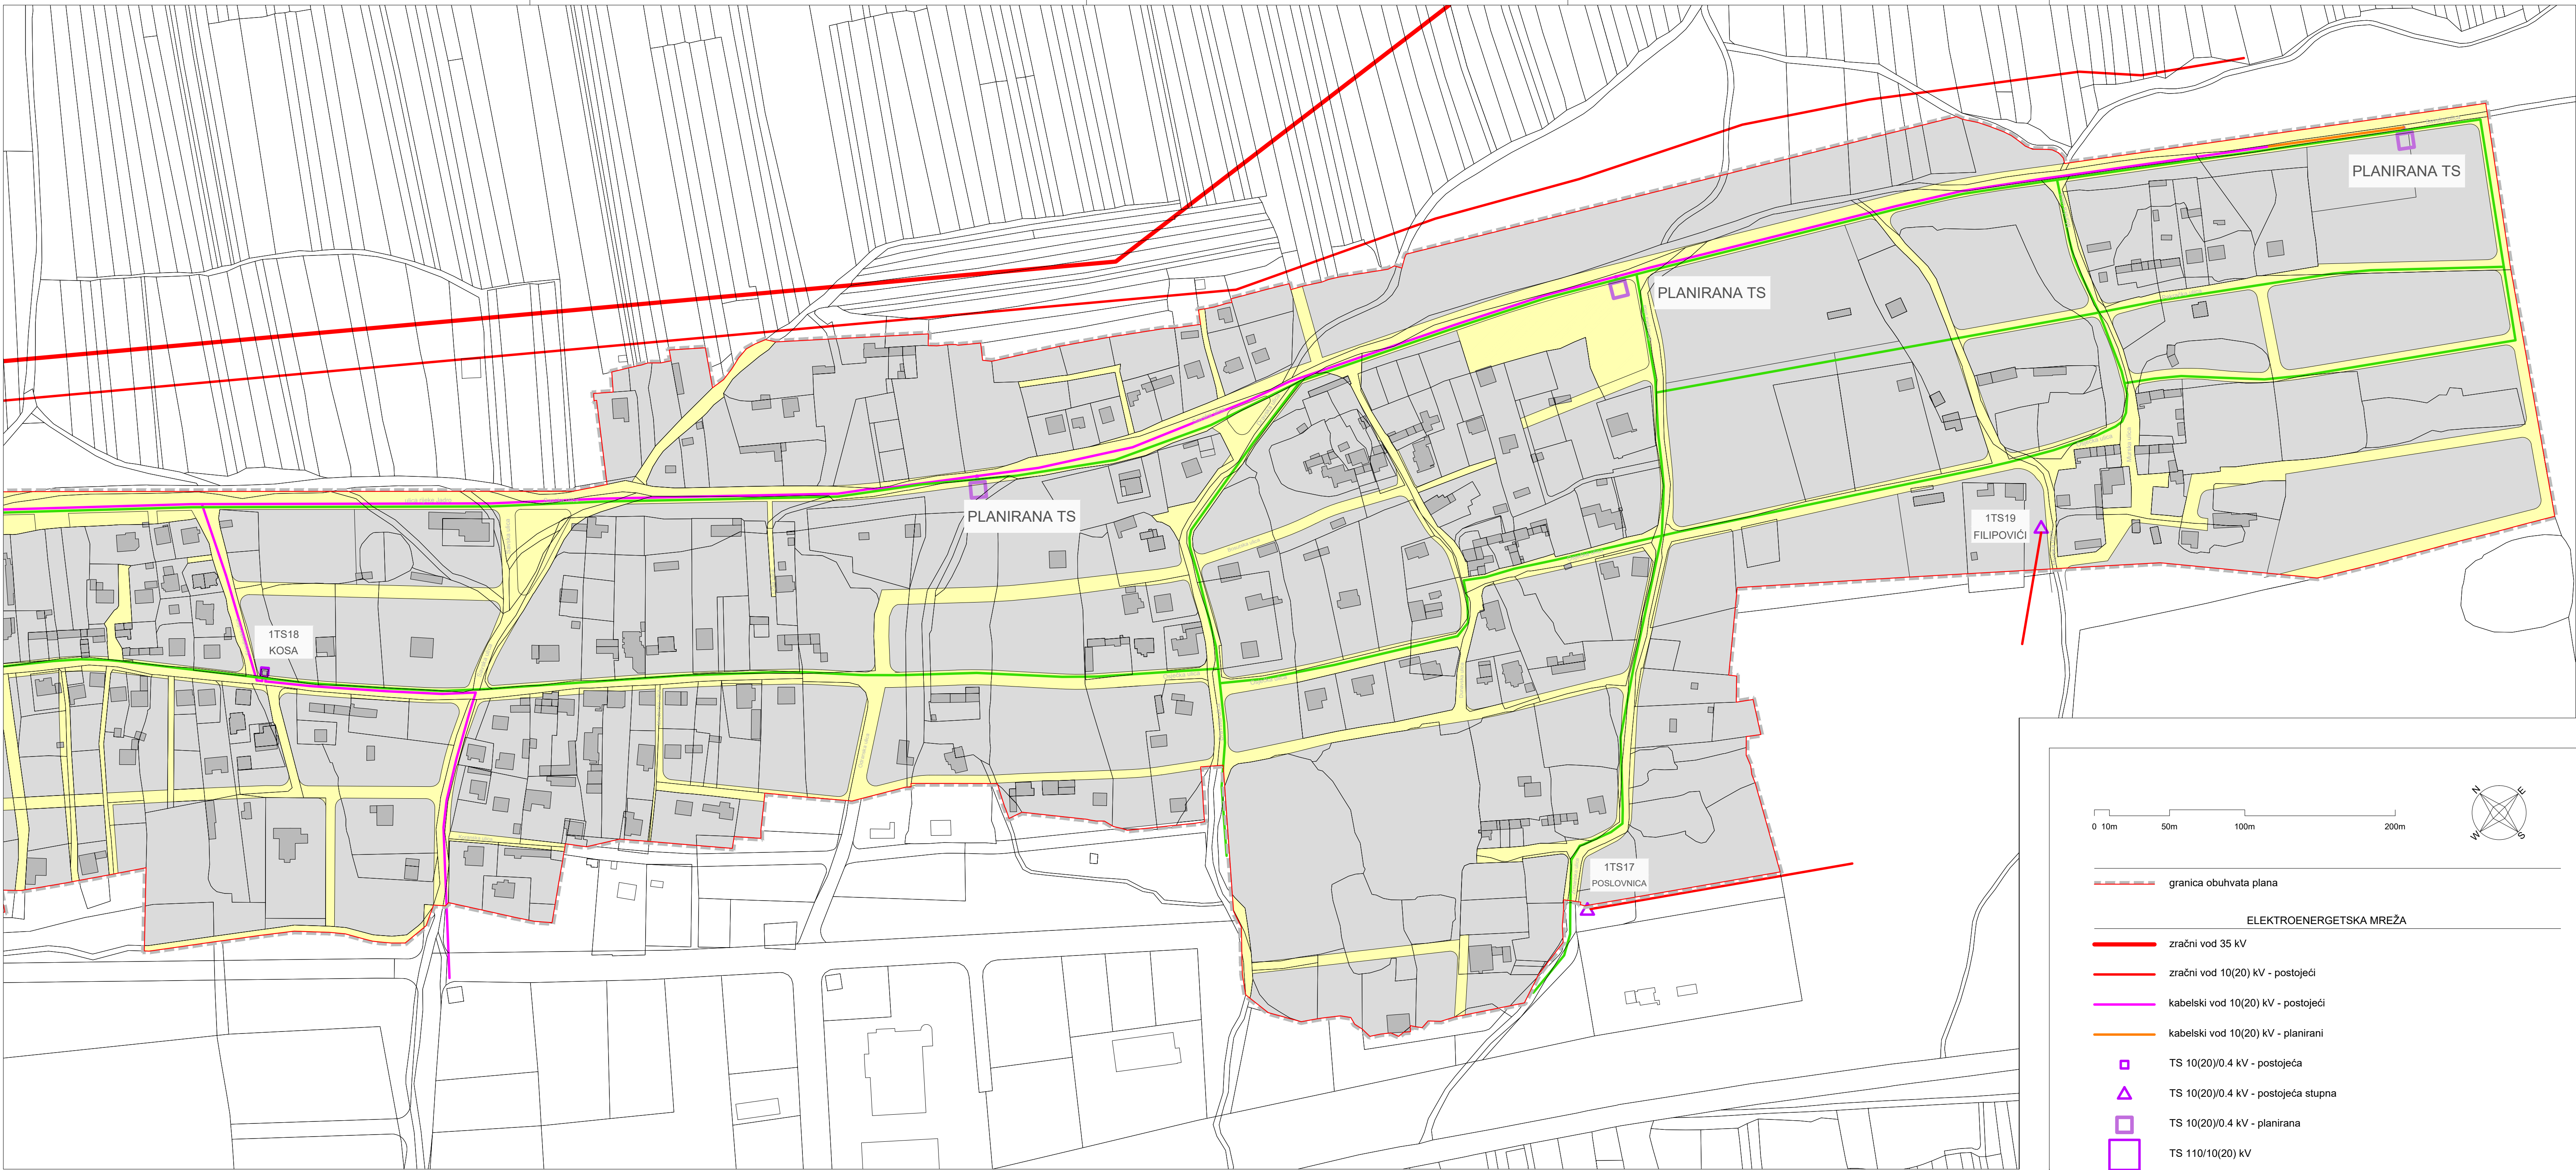 PLANIRANA TS
PLANIRANA TS
PLANIRANA TS
1TS19
FILIPOVIĆI
1TS18
KOSA
1TS17
POSLOVNICA
N
E
W
S
0 10m 50m 100m 200m
granica obuhvata plana
ELEKTROENERGETSKA MREŽA
zračni vod 35 kV
zračni vod 10(20) kV - postojeći
kabelski vod 10(20) kV - postojeći
kabelski vod 10(20) kV - planirani
TS 10(20)/0.4 kV - postojeća
TS 10(20)/0.4 kV - postojeća stupna
TS 10(20)/0.4 kV - planirana
TS 110/10(20) kV